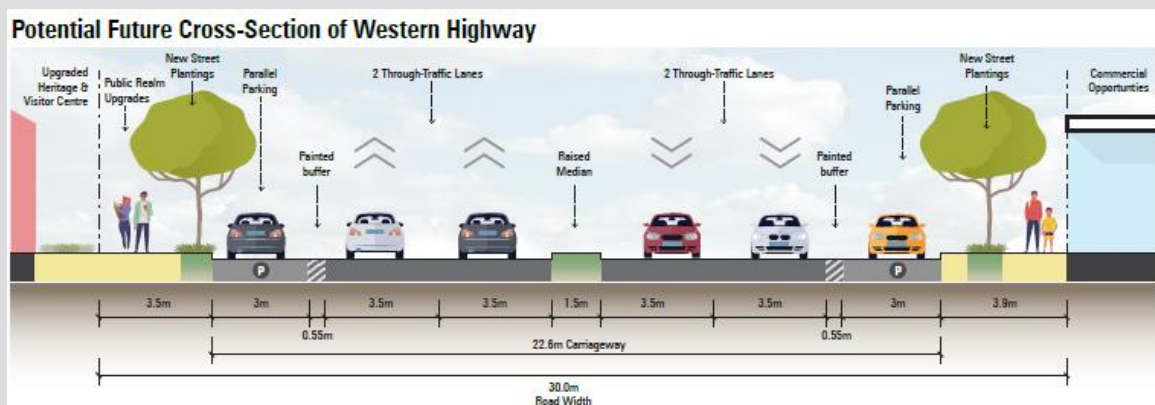 Potential Future Cross-Section of Western Highway
Upgraded
Heritage &
Visitor Centre
Public Realm
Upgrades
New Street
Plantings
Parallel
Parking
Painted
buffer
2 Through-Traffic Lanes
Raised
Median
2 Through-Traffic Lanes
Painted
buffer
Parallel
Parking
New Street
Plantings
Commercial
Opportunties
P
P
3.5m
3m
0.55m
3.5m
3.5m
1.5m
3.5m
3.5m
0.55m
3m
3.9m
22.6m Carriageway
30.0m
Road Width